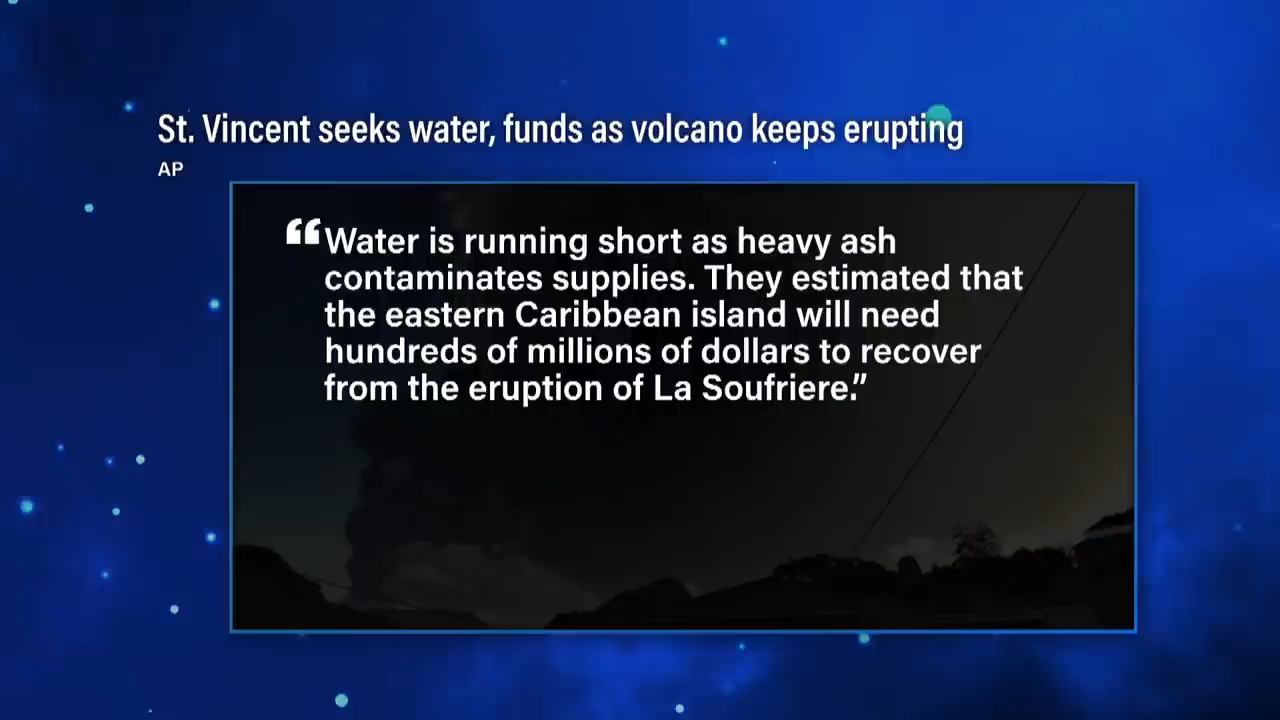 St. Vincent seeks water, funds as volcano keeps erupting
AP
“Water is running short as heavy ash
contaminates supplies. They estimated that
the eastern Caribbean island will need
hundreds of millions of dollars to recover
from the eruption of La Soufriere.”